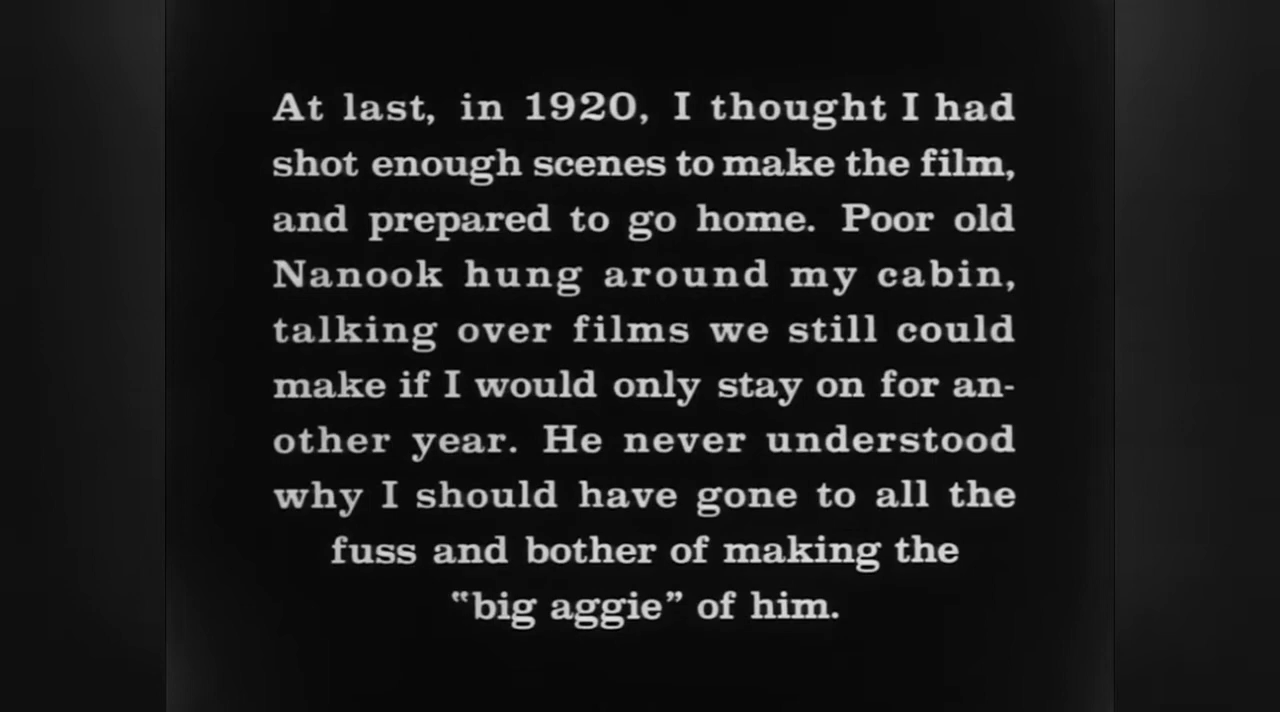 At last, in 1920, I thought I had
shot enough scenes to make the film,
and prepared to go home. Poor old
Nanook hung around my cabin,
talking over films we still could
make if I would only stay on for an-
other year. He never understood
why I should have gone to all the
fuss and bother of making the
“big aggie” of him.